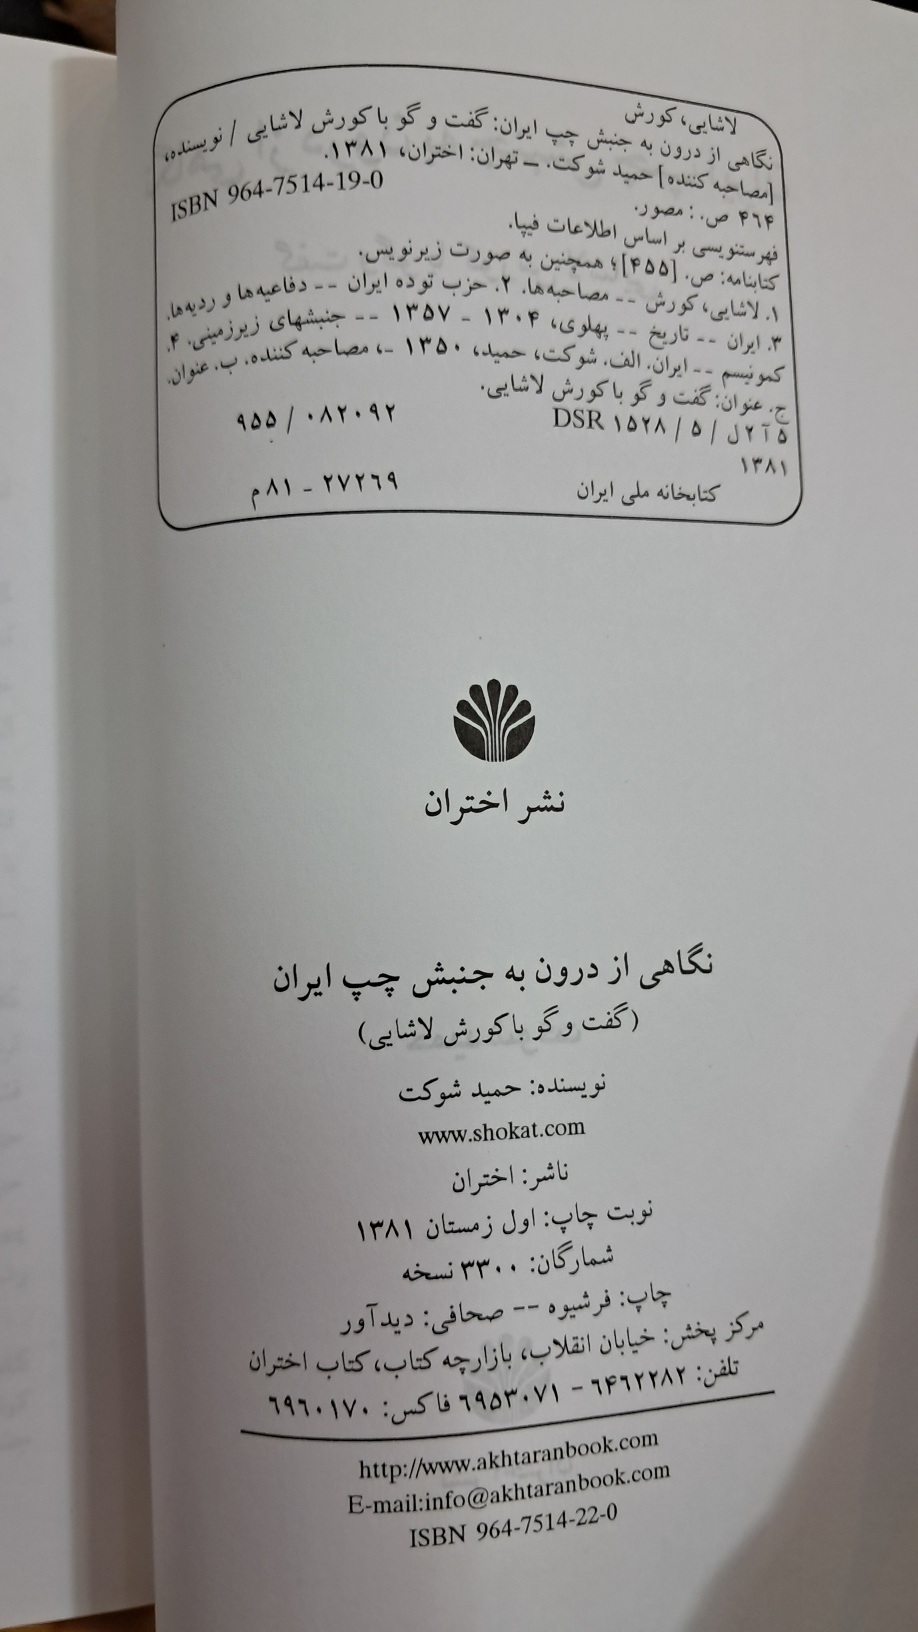 لاشایی، کورش
نگاهی از درون به جنبش چپ ایران: گفت و گو با کورش لاشایی / نویسنده،
[مصاحبه کننده] حمید شوکت. ــ تهران: اختران، ۱۳۸۱.
۴۶۴ ص. : مصور.
ISBN 964-7514-19-0
فهرستنویسی بر اساس اطلاعات فیپا.
کتابنامه: ص. [۴۵۵]؛ همچنین به صورت زیرنویس.
۱. لاشایی، کورش -- مصاحبه‌ها. ۲. حزب توده ایران -- دفاعیه‌ها و ردیه‌ها.
۳. ایران -- تاریخ -- پهلوی، ۱۳۰۴ - ۱۳۵۷ -- جنبشهای زیرزمینی. ۴.
کمونیسم -- ایران. الف. شوکت، حمید، ۱۳۵۰ -، مصاحبه کننده. ب. عنوان.
ج. عنوان: گفت و گو با کورش لاشایی.
۵ آ ۲ ل / ۵ / ۱۵۲۸ DSR ۹۵۵ / ۰۸۲۰۹۲
۱۳۸۱
کتابخانه ملی ایران ۲۷۲۶۹ - ۸۱ م
نشر اختران
نگاهی از درون به جنبش چپ ایران
(گفت و گو با کورش لاشایی)
نویسنده: حمید شوکت
www.shokat.com
ناشر: اختران
نوبت چاپ: اول زمستان ۱۳۸۱
شمارگان: ۳۳۰۰ نسخه
چاپ: فرشیوه -- صحافی: دیدآور
مرکز پخش: خیابان انقلاب، بازارچه کتاب، کتاب اختران
تلفن: ۶۴۶۲۲۸۲ - ۶۹۵۳۰۷۱ فاکس: ۶۹۶۰۱۷۰
http://www.akhtaranbook.com
E-mail:info@akhtaranbook.com
ISBN 964-7514-22-0